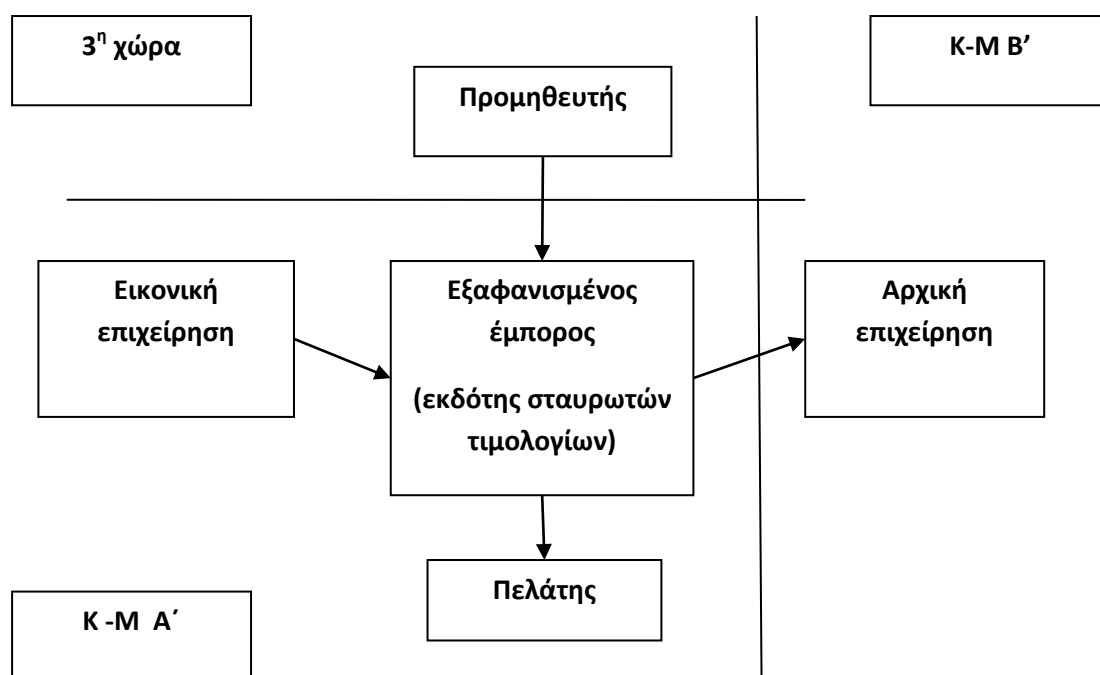 3η χώρα
Κ-Μ Β’
Προμηθευτής
Εικονική
επιχείρηση
Εξαφανισμένος
έμπορος
(εκδότης σταυρωτών
τιμολογίων)
Αρχική
επιχείρηση
Πελάτης
Κ -Μ Α΄